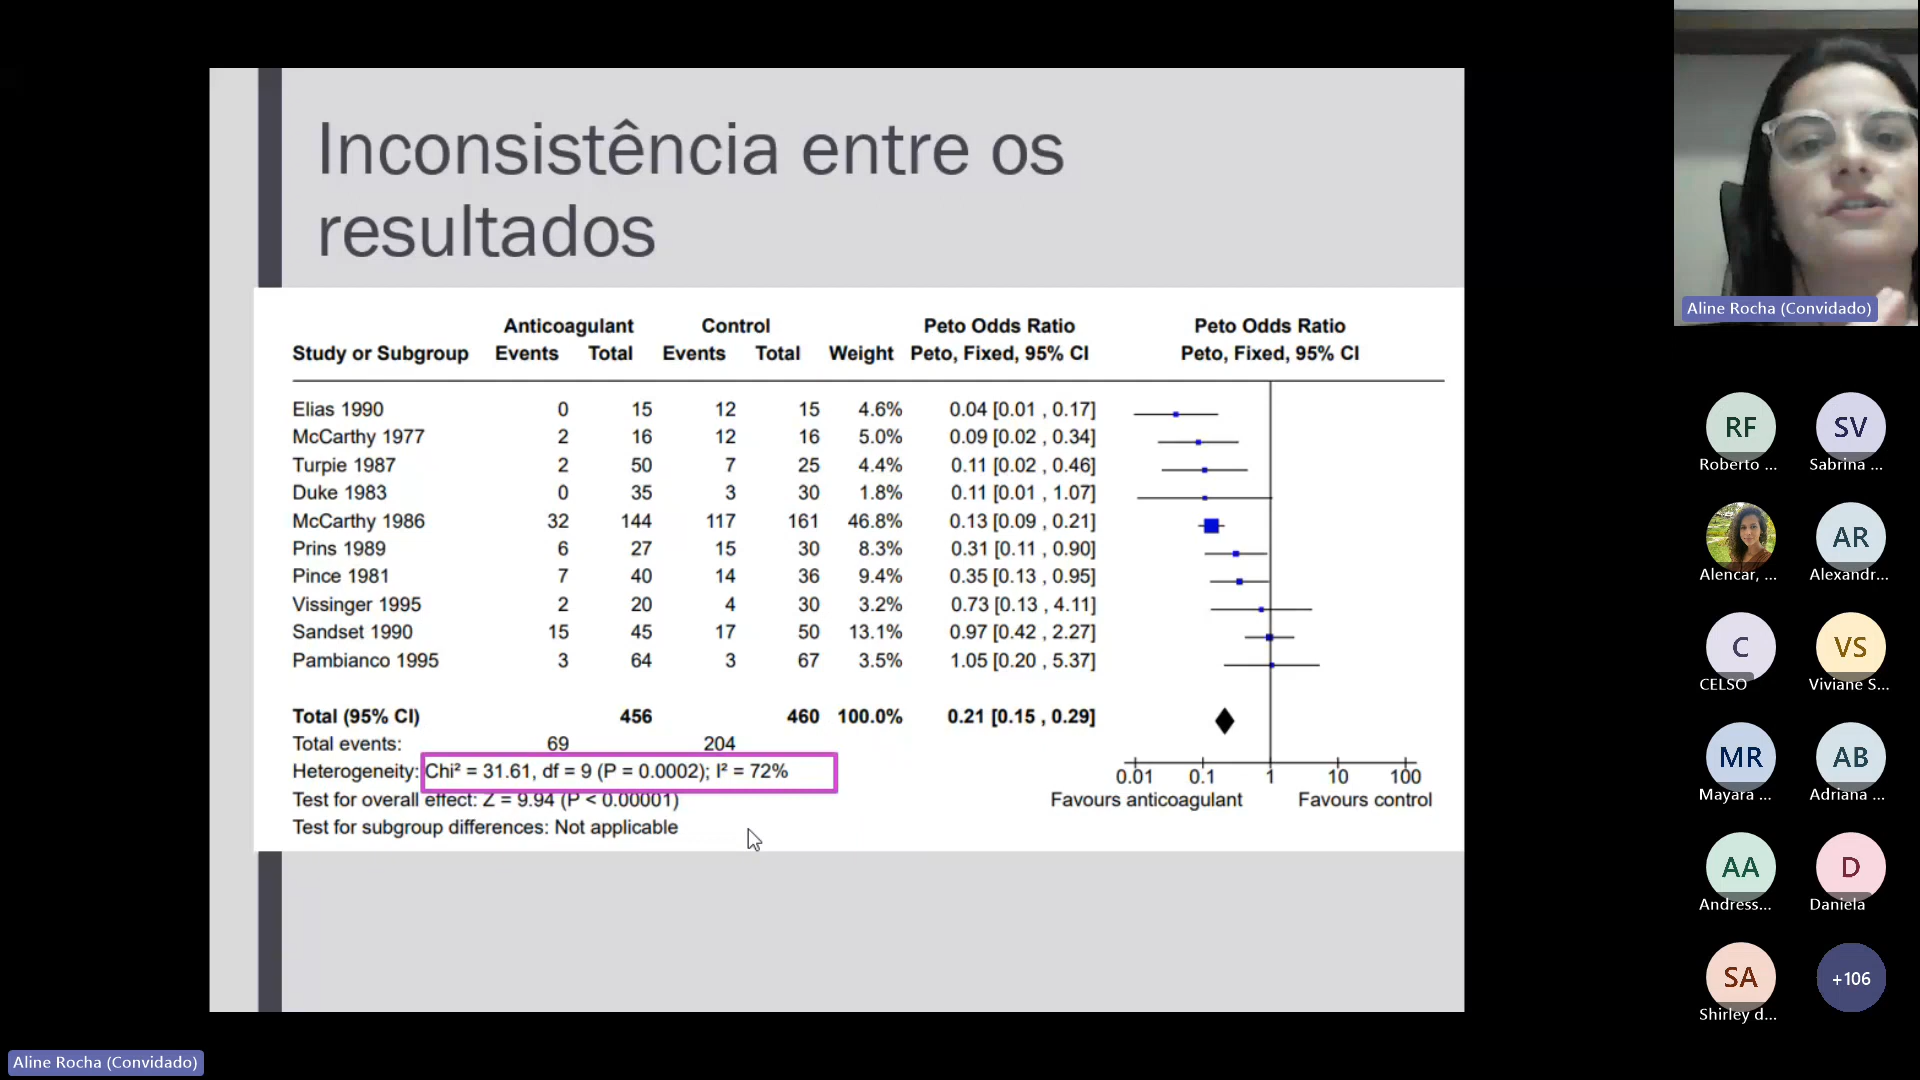 Inconsistência entre os
resultados
Anticoagulant Control Peto Odds Ratio Peto Odds Ratio
Study or Subgroup Events Total Events Total Weight Peto, Fixed, 95% CI Peto, Fixed, 95% CI
Elias 1990 0 15 12 15 4.6% 0.04 [0.01 , 0.17]
McCarthy 1977 2 16 12 16 5.0% 0.09 [0.02 , 0.34]
Turpie 1987 2 50 7 25 4.4% 0.11 [0.02 , 0.46]
Duke 1983 0 35 3 30 1.8% 0.11 [0.01 , 1.07]
McCarthy 1986 32 144 117 161 46.8% 0.13 [0.09 , 0.21]
Prins 1989 6 27 15 30 8.3% 0.31 [0.11 , 0.90]
Pince 1981 7 40 14 36 9.4% 0.35 [0.13 , 0.95]
Vissinger 1995 2 20 4 30 3.2% 0.73 [0.13 , 4.11]
Sandset 1990 15 45 17 50 13.1% 0.97 [0.42 , 2.27]
Pambianco 1995 3 64 3 67 3.5% 1.05 [0.20 , 5.37]
Total (95% CI) 456 460 100.0% 0.21 [0.15 , 0.29]
Total events: 69 204
Heterogeneity: Chi² = 31.61, df = 9 (P = 0.0002); I² = 72%
Test for overall effect: Z = 9.94 (P < 0.00001)
Test for subgroup differences: Not applicable
0.01 0.1 1 10 100
Favours anticoagulant Favours control
Aline Rocha (Convidado)
RF SV
Roberto ... Sabrina ...
AR
Alencar, ... Alexandr...
C VS
CELSO Viviane S...
MR AB
Mayara ... Adriana ...
AA D
Andress... Daniela
SA +106
Shirley d...
Aline Rocha (Convidado)